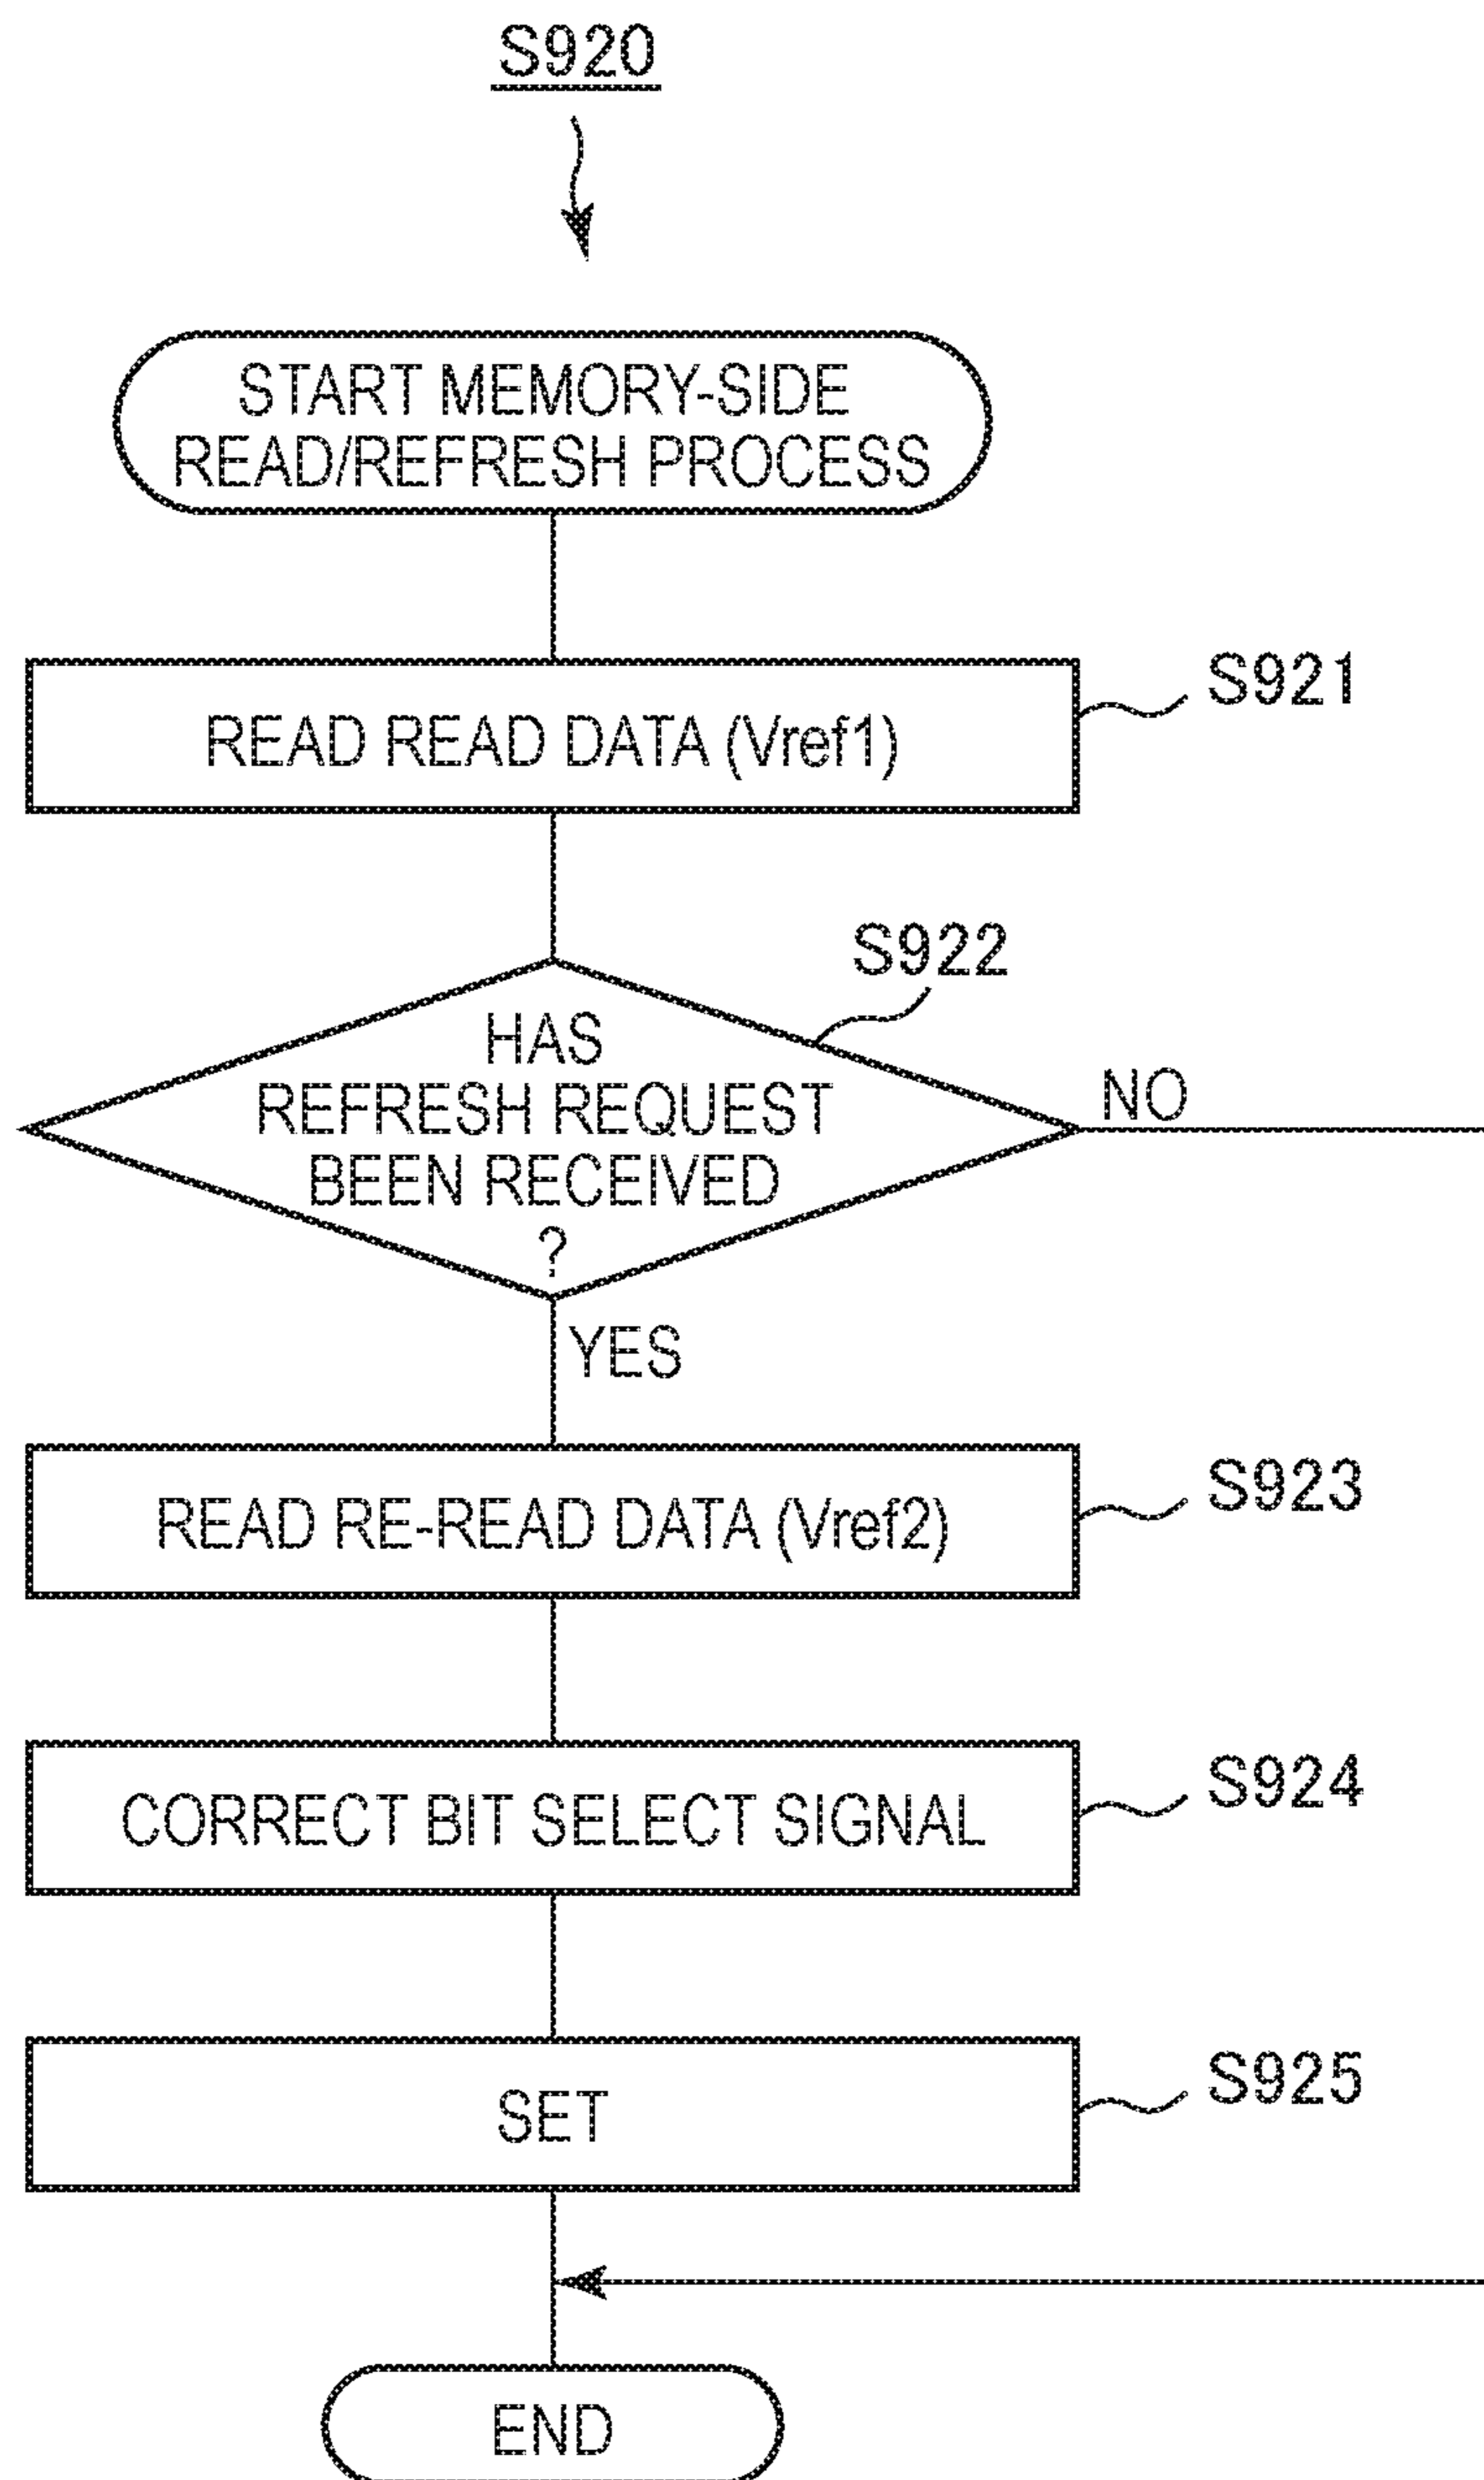 S920
START MEMORY-SIDE
READ/REFRESH PROCESS
READ READ DATA (Vref1)
S921
S922
HAS
REFRESH REQUEST
BEEN RECEIVED
?
NO
YES
READ RE-READ DATA (Vref2)
S923
CORRECT BIT SELECT SIGNAL
S924
SET
S925
END